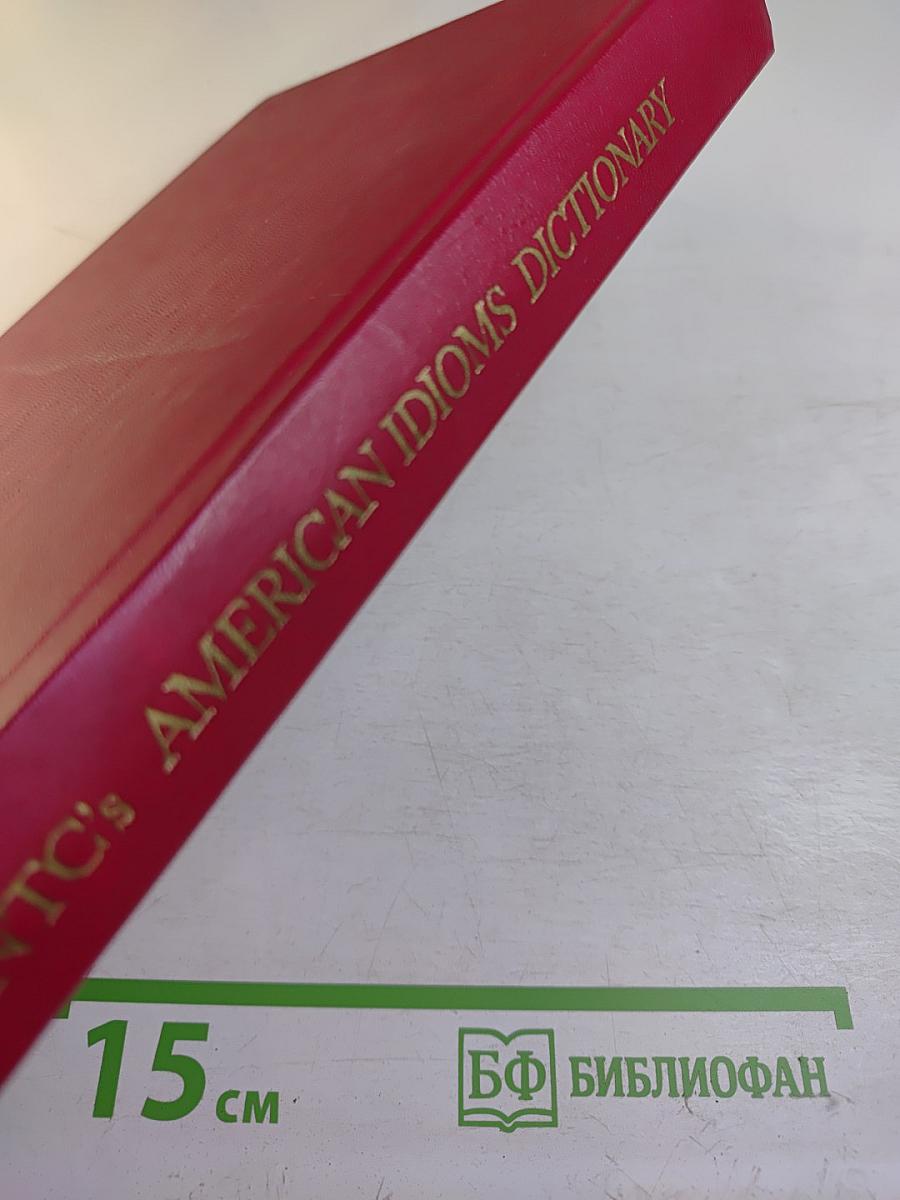 NTC's AMERICAN IDIOMS DICTIONARY
15 см
БФ БИБЛИОФАН